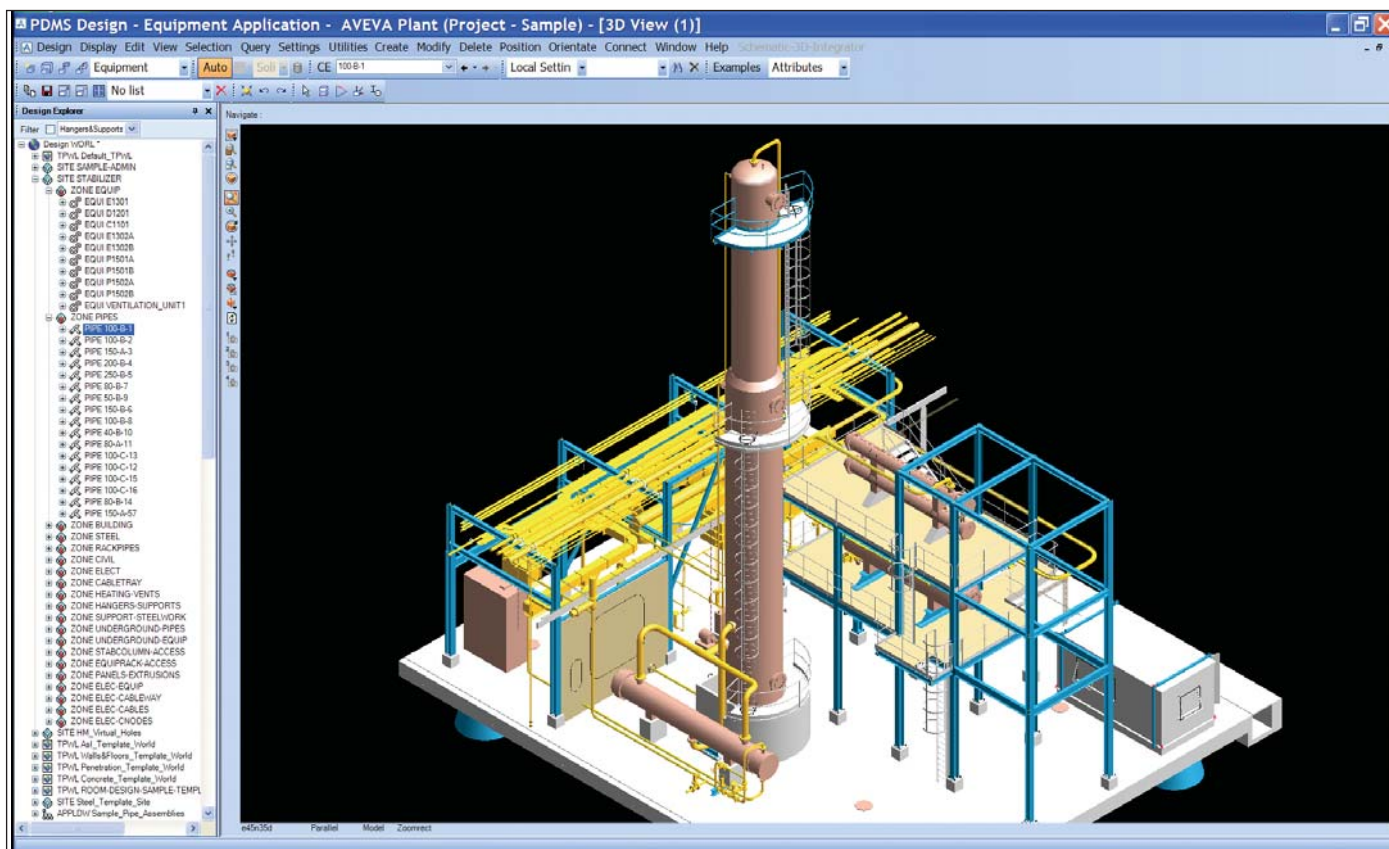 PDMS Design - Equipment Application - AVEVA Plant (Project - Sample) - [3D View (1)]
Design Display Edit View Selection Query Settings Utilities Create Modify Delete Position Orientate Connect Window Help Schematic-3D-Integrator
Equipment Auto Soli CE 100-B-1 Local Settin Examples Attributes
No list
Design Explorer
Navigate :
Filter Hangers&Supports
Design WORL *
TPWL Default_TPWL
SITE SAMPLE-ADMIN
SITE STABILIZER
ZONE EQUIP
EQUI E1301
EQUI D1201
EQUI C1101
EQUI E1302A
EQUI E1302B
EQUI P1501A
EQUI P1501B
EQUI P1502A
EQUI P1502B
EQUI VENTILATION_UNIT1
ZONE PIPES
PIPE 100-B-1
PIPE 100-B-2
PIPE 150-A-3
PIPE 200-B-4
PIPE 250-B-5
PIPE 80-B-7
PIPE 50-B-9
PIPE 150-B-6
PIPE 100-B-8
PIPE 40-B-10
PIPE 80-A-11
PIPE 100-C-13
PIPE 100-C-12
PIPE 100-C-15
PIPE 100-C-16
PIPE 80-B-14
PIPE 150-A-57
ZONE BUILDING
ZONE STEEL
ZONE RACKPIPES
ZONE CIVIL
ZONE ELECT
ZONE CABLETRAY
ZONE HEATING-VENTS
ZONE HANGERS-SUPPORTS
ZONE SUPPORT-STEELWORK
ZONE UNDERGROUND-PIPES
ZONE UNDERGROUND-EQUIP
ZONE STABCOLUMN-ACCESS
ZONE EQUIPRACK-ACCESS
ZONE PANELS-EXTRUSIONS
ZONE ELEC-EQUIP
ZONE ELEC-CABLEWAY
ZONE ELEC-CABLES
ZONE ELEC-CNODES
SITE HM_Virtual_Holes
TPWL Asl_Template_World
TPWL Walls&Floors_Template_World
TPWL Penetration_Template_World
TPWL Concrete_Template_World
TPWL ROOM-DESIGN-SAMPLE-TEMPL
SITE Steel_Template_Site
APPLDW Sample_Pipe_Assemblies
e45n35d Parallel Model Zoomrect